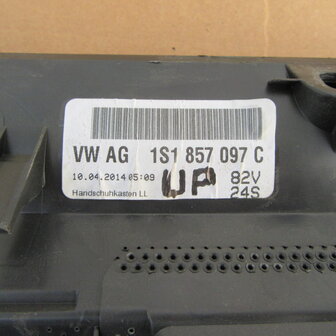 VW AG 1S1 857 097 C
10.04.2014 05:09 UP 82V
Handschuhkasten LL 24S